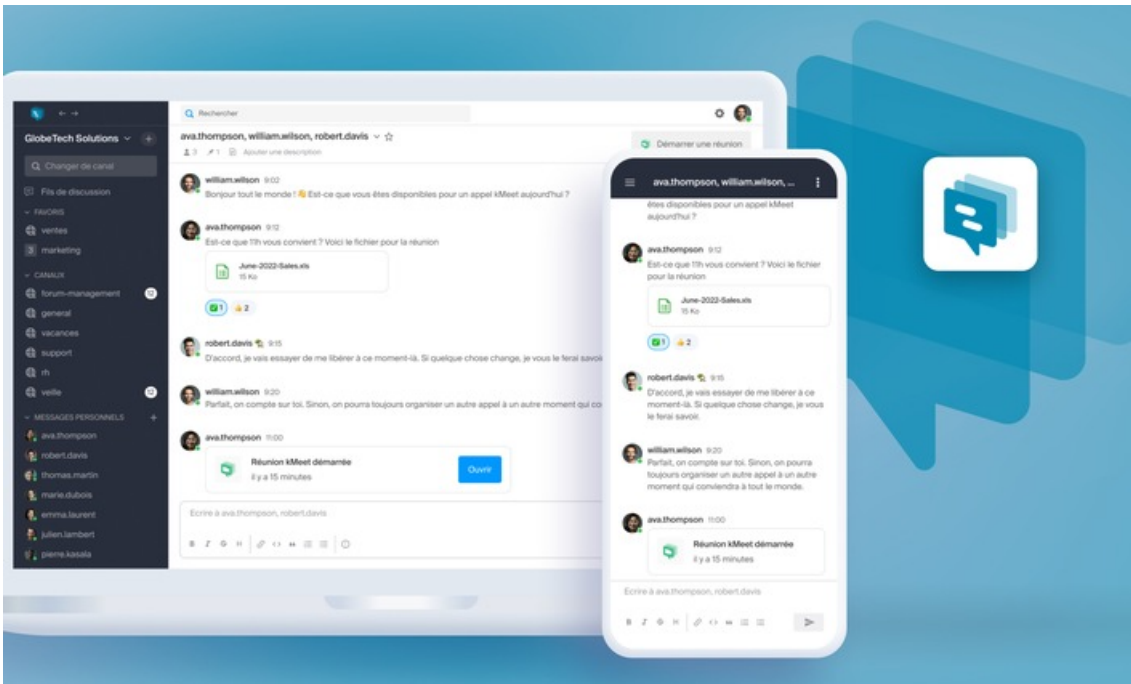 Rechercher
GlobeTech Solutions
Changer de canal
Fils de discussion
FAVORIS
ventes
3 marketing
CANAUX
forum-management 12
general
vacances
support
rh
veille 12
MESSAGES PERSONNELS
ava.thompson
robert.davis
thomas.martin
marie.dubois
emma.laurent
julien.lambert
pierre.kasala
ava.thompson, william.wilson, robert.davis
3 1 Ajouter une description
Démarrer une réunion
william.wilson 9:02
Bonjour tout le monde ! 👋 Est-ce que vous êtes disponibles pour un appel kMeet aujourd'hui ?
ava.thompson 9:12
Est-ce que 11h vous convient ? Voici le fichier pour la réunion
June-2022-Sales.xls
15 Ko
✅ 1 👍 2
robert.davis 9:15
D'accord, je vais essayer de me libérer à ce moment-là. Si quelque chose change, je vous le ferai savoir
william.wilson 9:20
Parfait, on compte sur toi. Sinon, on pourra toujours organiser un autre appel à un autre moment qui co
ava.thompson 11:00
Réunion kMeet démarrée
il y a 15 minutes
Ouvrir
Ecrire à ava.thompson, robert.davis
B I S H
ava.thompson, william.wilson, ...
êtes disponibles pour un appel kMeet
aujourd'hui ?
ava.thompson 9:12
Est-ce que 11h vous convient ? Voici le fichier
pour la réunion
June-2022-Sales.xls
15 Ko
✅ 1 👍 2
robert.davis 9:15
D'accord, je vais essayer de me libérer à ce
moment-là. Si quelque chose change, je vous
le ferai savoir.
william.wilson 9:20
Parfait, on compte sur toi. Sinon, on pourra
toujours organiser un autre appel à un autre
moment qui conviendra à tout le monde.
ava.thompson 11:00
Réunion kMeet démarrée
il y a 15 minutes
Ecrire à ava.thompson, robert.davis
B I S H